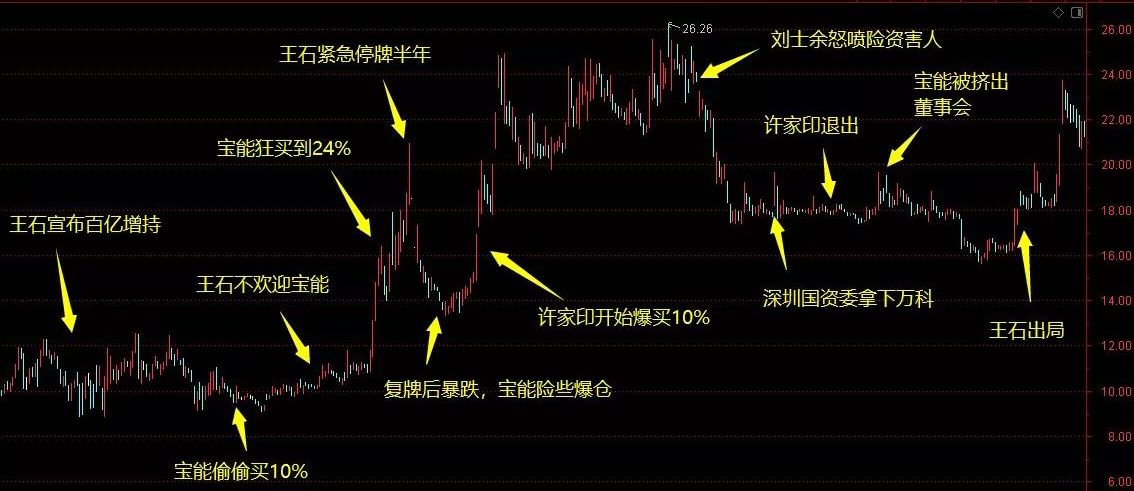 26.26
刘士余怒喷险资害人
王石紧急停牌半年
宝能被挤出
董事会
许家印退出
宝能狂买到24%
王石宣布百亿增持
王石不欢迎宝能
深圳国资委拿下万科
许家印开始爆买10%
王石出局
复牌后暴跌，宝能险些爆仓
宝能偷偷买10%
26.00
24.00
22.00
20.00
18.00
16.00
14.00
12.00
10.00
8.00
6.00